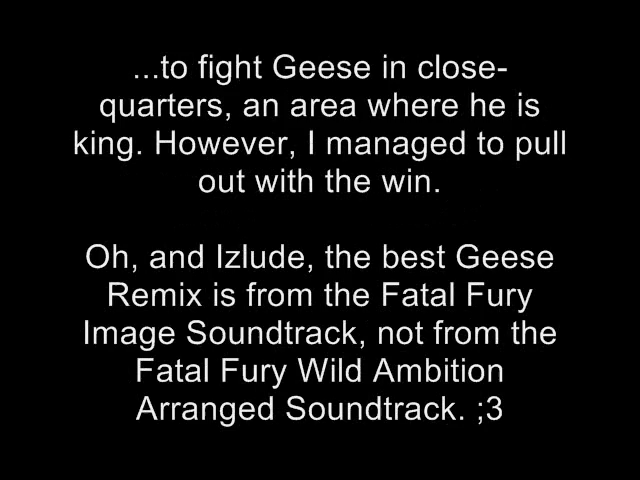 ...to fight Geese in close-
quarters, an area where he is
king. However, I managed to pull
out with the win.
Oh, and Izlude, the best Geese
Remix is from the Fatal Fury
Image Soundtrack, not from the
Fatal Fury Wild Ambition
Arranged Soundtrack. ;3